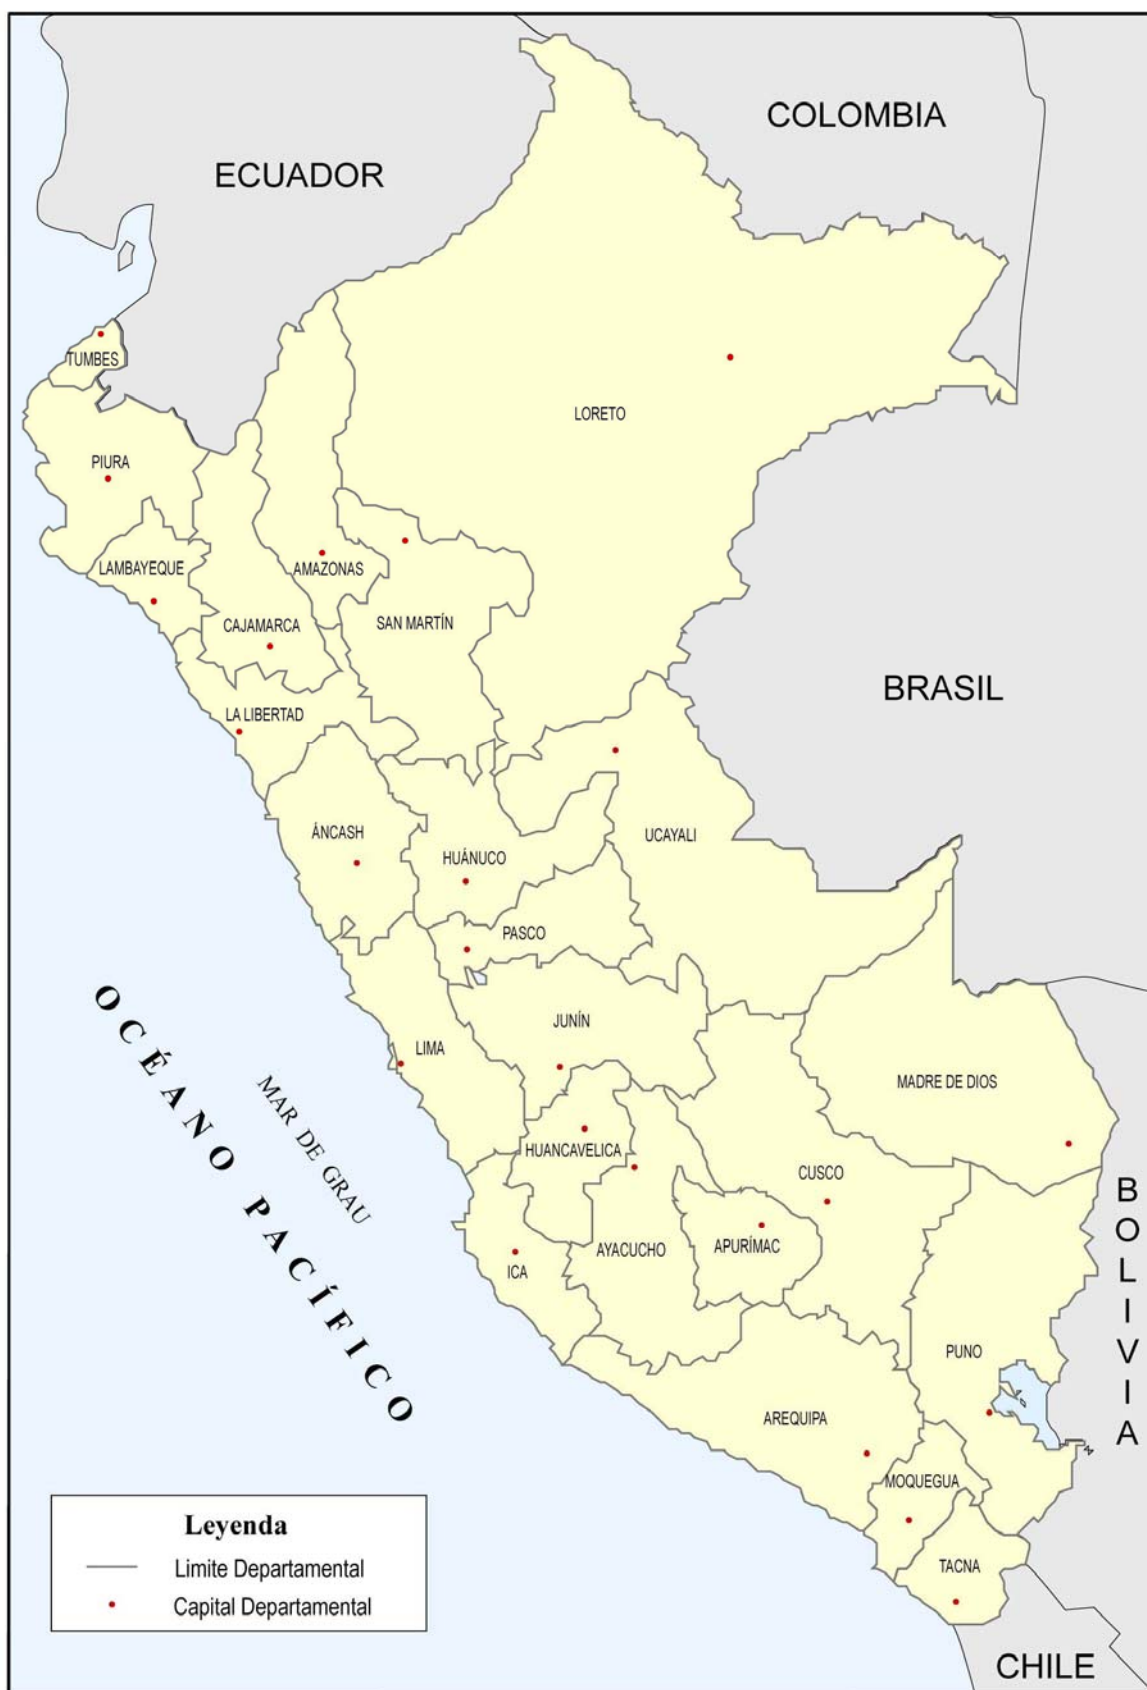 COLOMBIA
ECUADOR
TUMBES
LORETO
PIURA
LAMBAYEQUE
AMAZONAS
CAJAMARCA
SAN MARTÍN
BRASIL
LA LIBERTAD
ÁNCASH
HUÁNUCO
UCAYALI
PASCO
JUNÍN
LIMA
MADRE DE DIOS
HUANCAVELICA
CUSCO
AYACUCHO
APURÍMAC
ICA
OCÉANO PACÍFICO
MAR DE GRAU
BOLIVIA
PUNO
AREQUIPA
MOQUEGUA
TACNA
CHILE
Leyenda
Limite Departamental
Capital Departamental